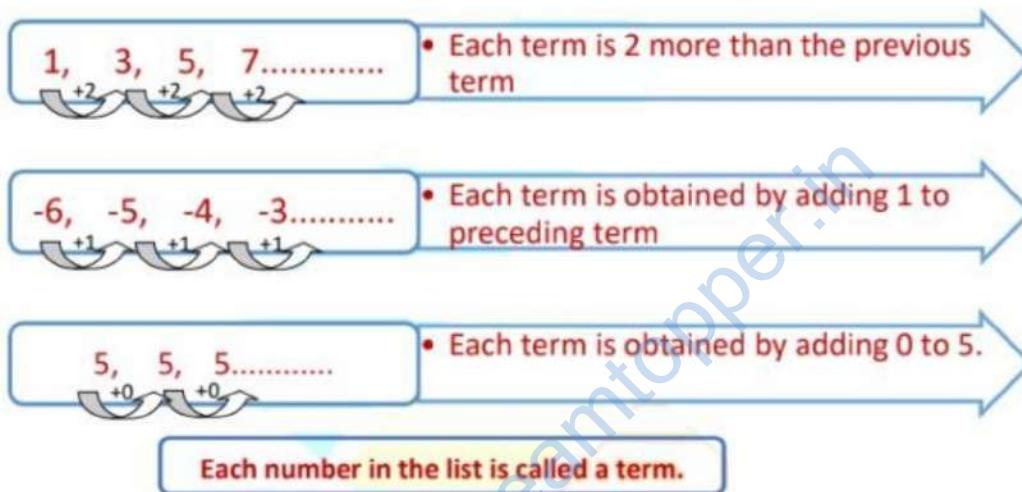 1, 3, 5, 7.............
+2 +2 +2
• Each term is 2 more than the previous
term
-6, -5, -4, -3...........
+1 +1 +1
• Each term is obtained by adding 1 to
preceding term
5, 5, 5............
+0 +0
• Each term is obtained by adding 0 to 5.
Each number in the list is called a term.
eamtopper.in